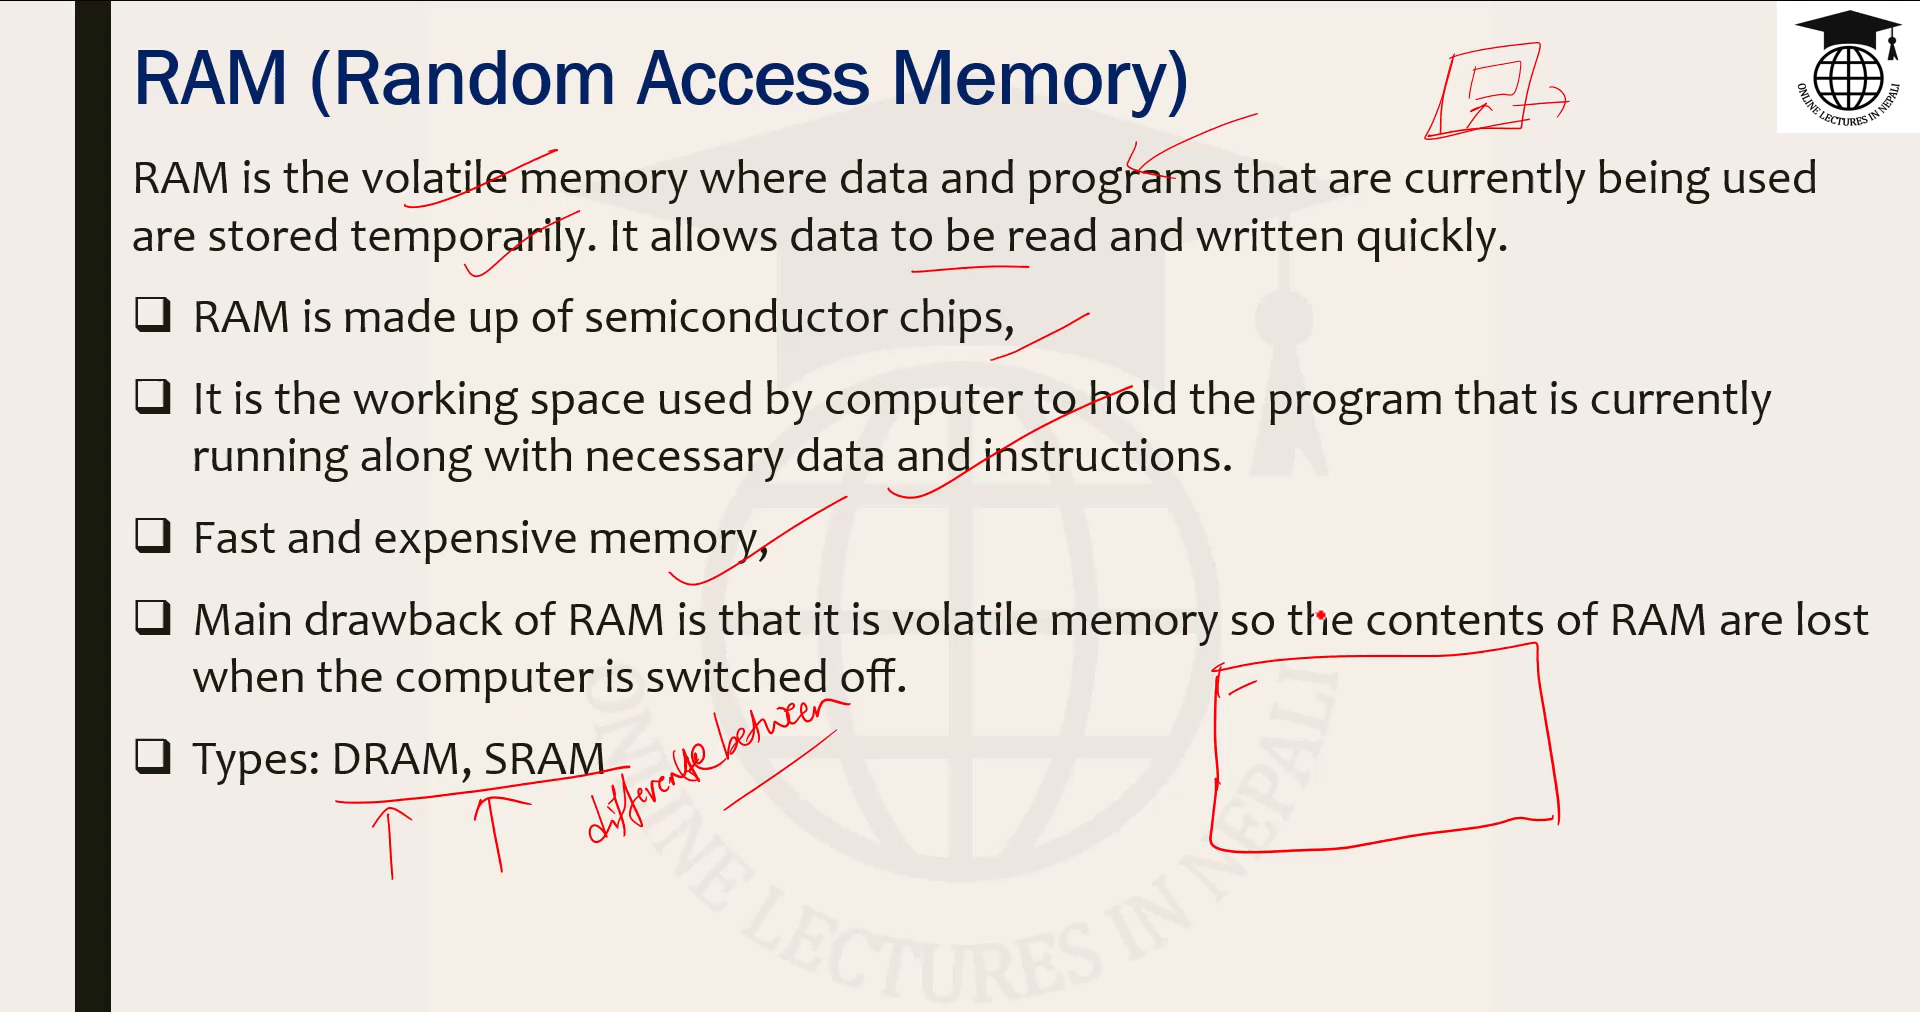 RAM (Random Access Memory)
ONLINE LECTURES IN NEPALI
RAM is the volatile memory where data and programs that are currently being used
are stored temporarily. It allows data to be read and written quickly.
❑ RAM is made up of semiconductor chips,
❑ It is the working space used by computer to hold the program that is currently
running along with necessary data and instructions.
❑ Fast and expensive memory,
❑ Main drawback of RAM is that it is volatile memory so the contents of RAM are lost
when the computer is switched off.
❑ Types: DRAM, SRAM
difference between
ONLINE LECTURES IN NEPALI